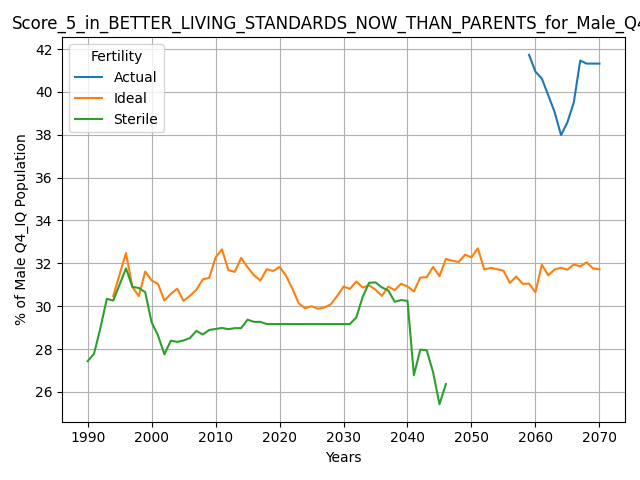 Score_5_in_BETTER_LIVING_STANDARDS_NOW_THAN_PARENTS_for_Male_Q4
Fertility
Actual
Ideal
Sterile
% of Male Q4_IQ Population
42
40
38
36
34
32
30
28
26
1990 2000 2010 2020 2030 2040 2050 2060 2070
Years